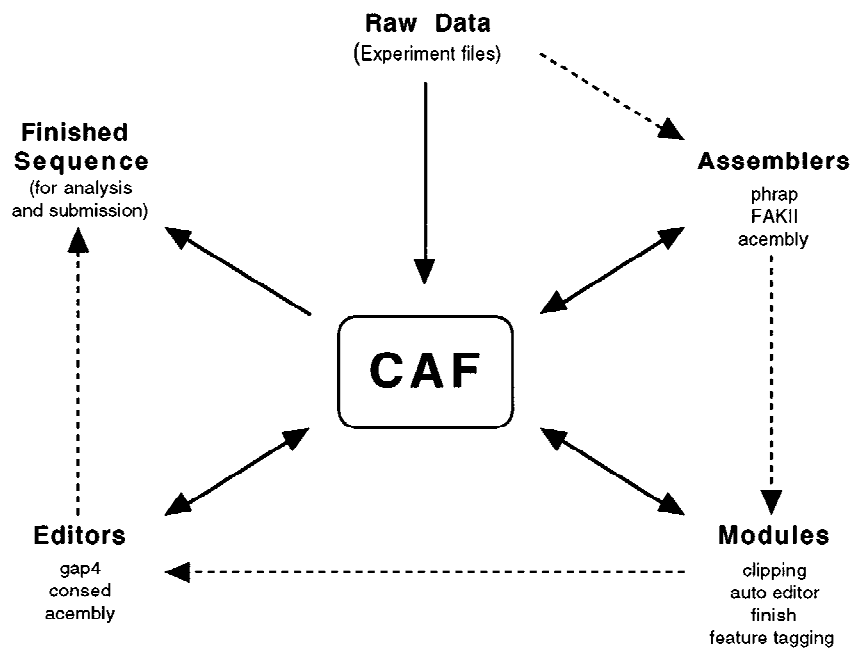 Raw Data
(Experiment files)
Finished
Sequence
(for analysis
and submission)
Assemblers
phrap
FAKII
acembly
CAF
Editors
gap4
consed
acembly
Modules
clipping
auto editor
finish
feature tagging